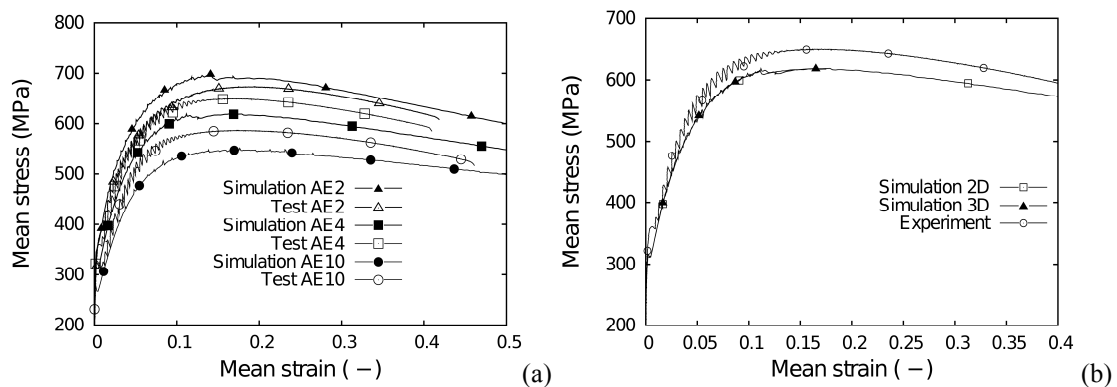 800
700
600
500
400
300
200
Mean stress (MPa)
Simulation AE2
Test AE2
Simulation AE4
Test AE4
Simulation AE10
Test AE10
0 0.1 0.2 0.3 0.4 0.5
Mean strain ( − )
(a)
700
600
500
400
300
200
Mean stress (MPa)
Simulation 2D
Simulation 3D
Experiment
0 0.05 0.1 0.15 0.2 0.25 0.3 0.35 0.4
Mean strain ( − )
(b)